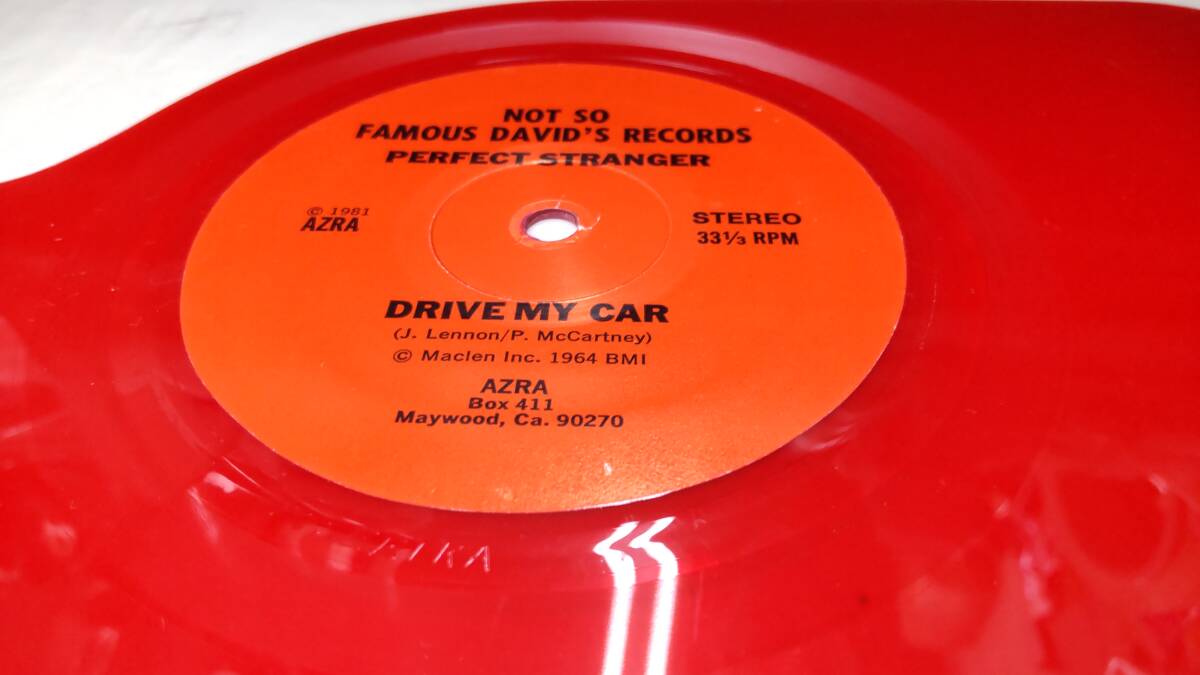 NOT SO
FAMOUS DAVID'S RECORDS
PERFECT STRANGER
© 1981
AZRA
STEREO
33⅓ RPM
DRIVE MY CAR
(J. Lennon/P. McCartney)
© Maclen Inc. 1964 BMI
AZRA
Box 411
Maywood, Ca. 90270
AZRA